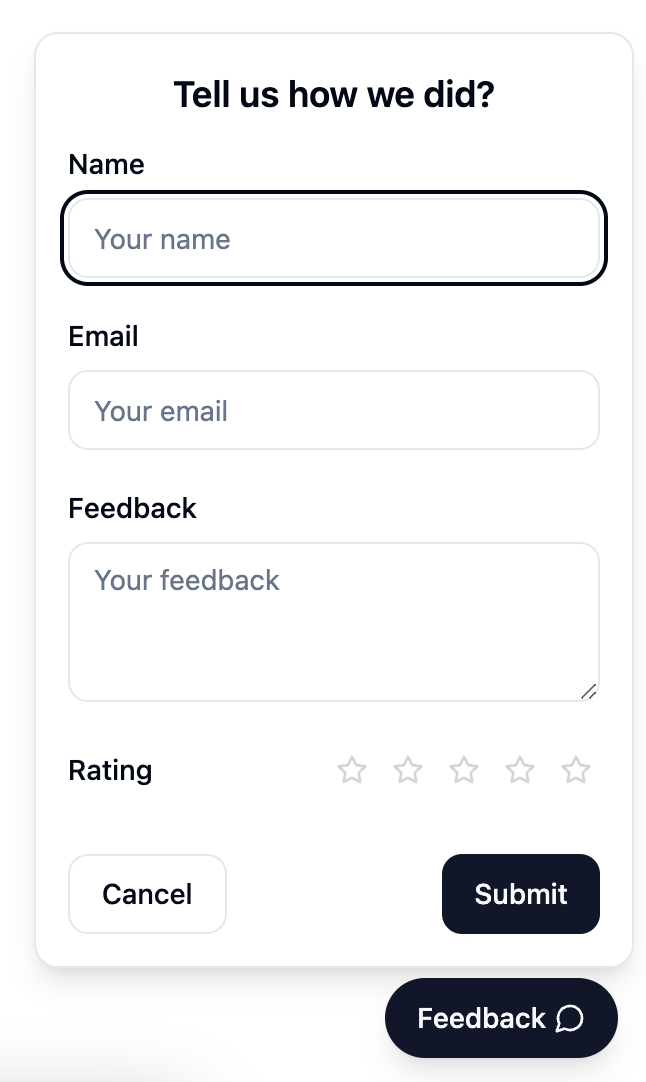 Tell us how we did?
Name
Your name
Email
Your email
Feedback
Your feedback
Rating
Cancel
Submit
Feedback